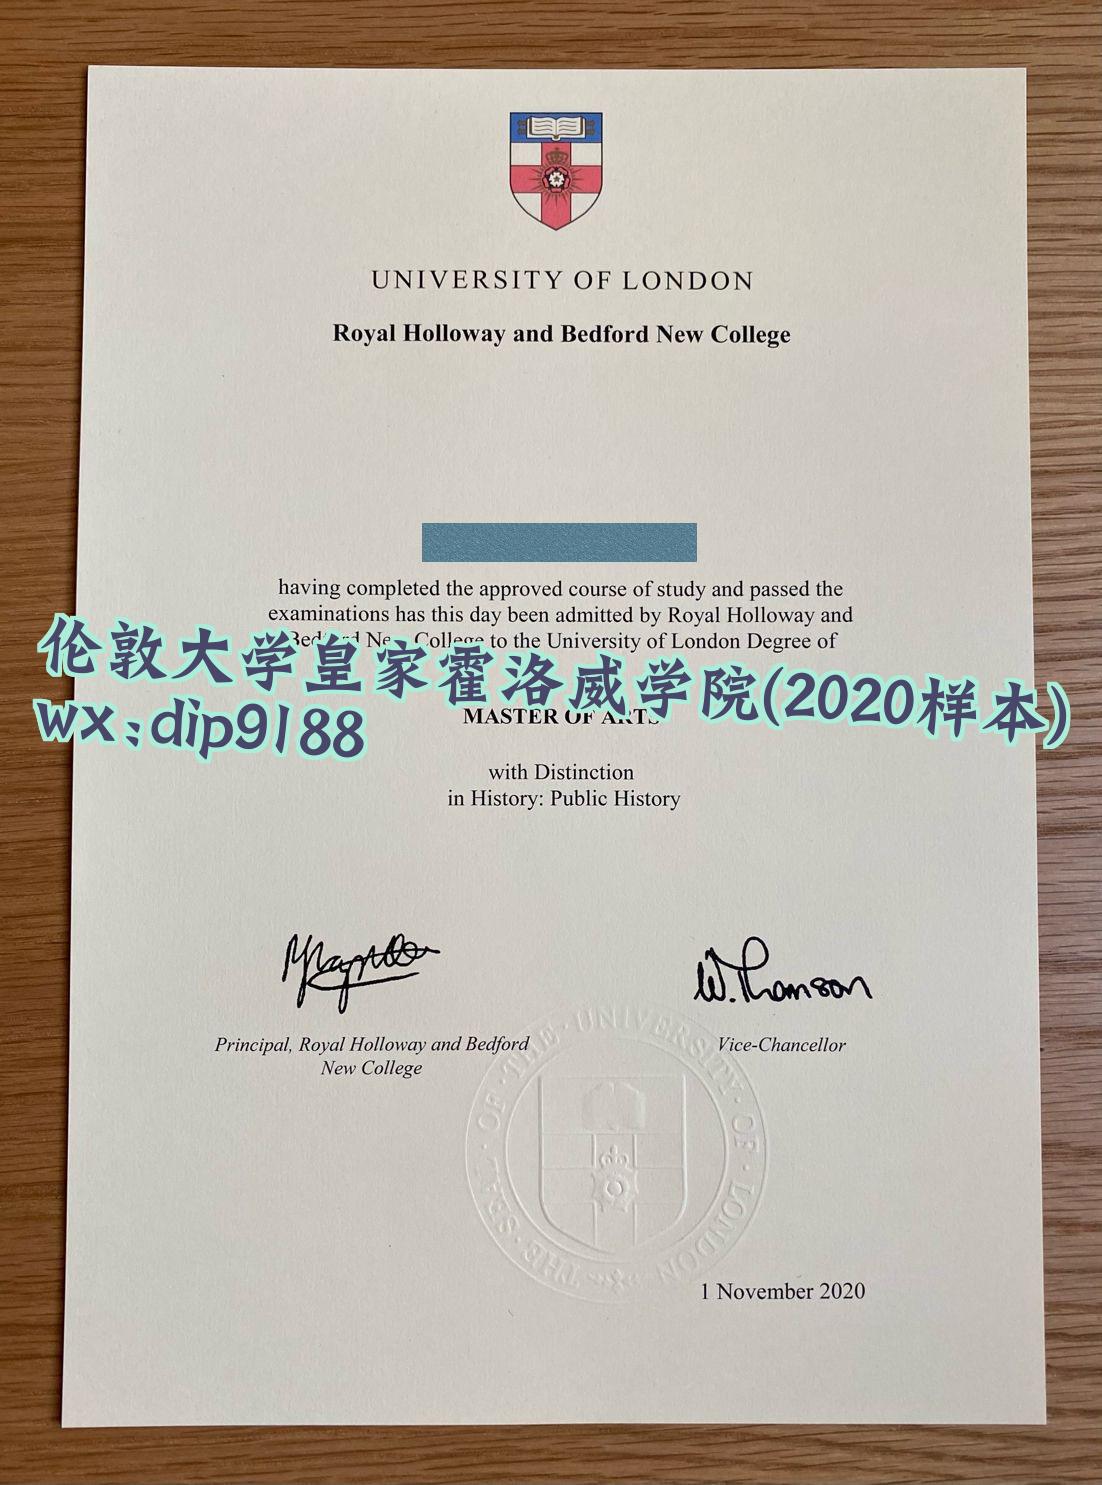 UNIVERSITY OF LONDON
Royal Holloway and Bedford New College
having completed the approved course of study and passed the
examinations has this day been admitted by Royal Holloway and
Bedford New College to the University of London Degree of
伦敦大学皇家霍洛威学院(2020样本)
wx:dip9188
MASTER OF ARTS
with Distinction
in History: Public History
W. Thomson
Principal, Royal Holloway and Bedford
New College
Vice-Chancellor
THE · SEAL · OF · THE · UNIVERSITY · OF · LONDON
1 November 2020